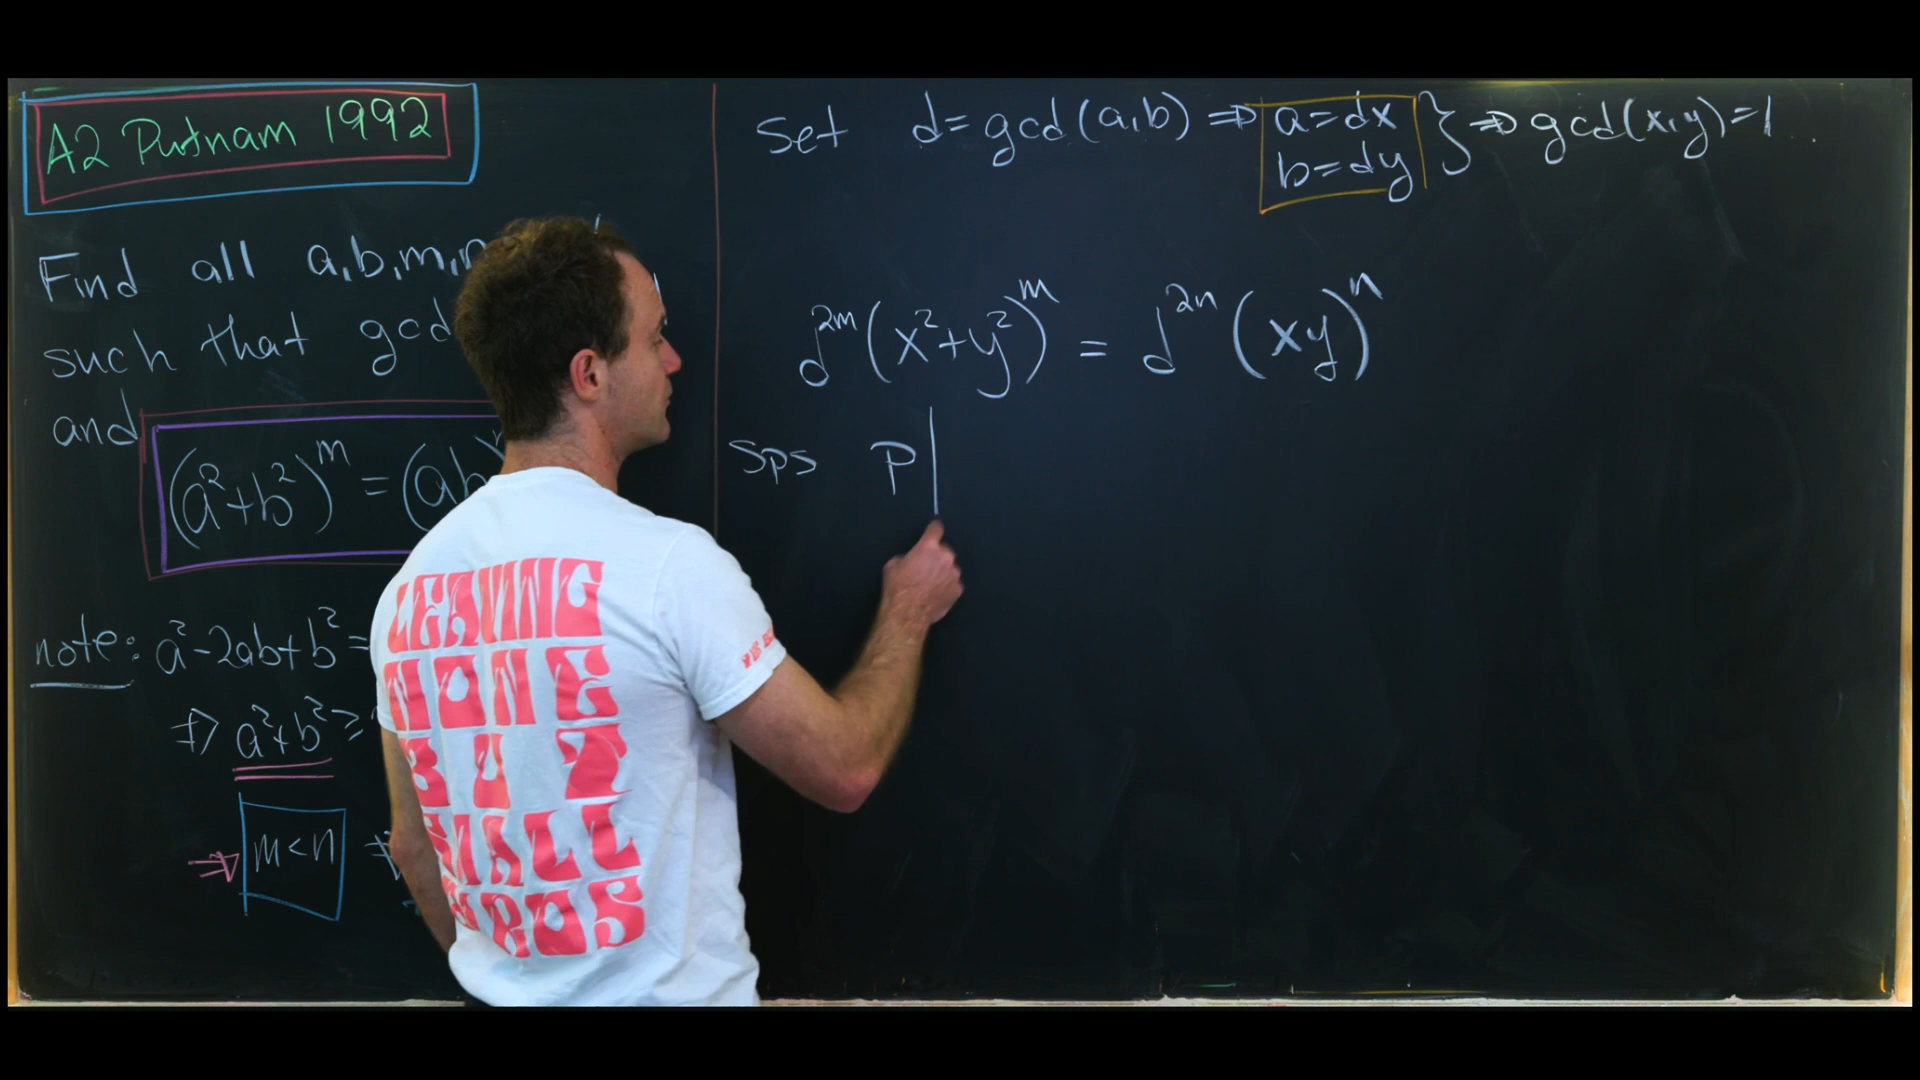 A2 Putnam 1992
Find all a,b,m,n
such that gcd
and
(a²+b²)^m = (ab)
note: a²-2ab+b² =
⇒ a²+b² ≥
⇒ m<n ⇒
Set d=gcd(a,b) ⇒ a=dx
b=dy } ⇒ gcd(x,y)=1
d^2m (x²+y²)^m = d^2n (xy)^n
Sps P|
LEAVING
NONE
BUT
SMALL